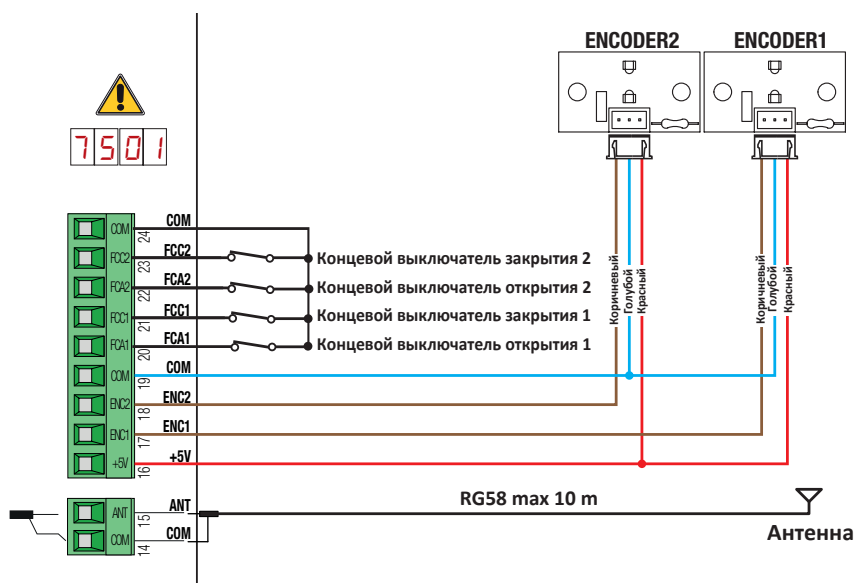 ENCODER2 ENCODER1
7501
COM 24 COM
FCC2 23 FCC2 Концевой выключатель закрытия 2
FCA2 22 FCA2 Концевой выключатель открытия 2
FCC1 21 FCC1 Концевой выключатель закрытия 1
FCA1 20 FCA1 Концевой выключатель открытия 1
COM 19 COM
ENC2 18 ENC2
ENC1 17 ENC1
+5V 16 +5V
Коричневый
Голубой
Красный
Коричневый
Голубой
Красный
ANT 15 ANT RG58 max 10 m
COM 14 COM
Антенна